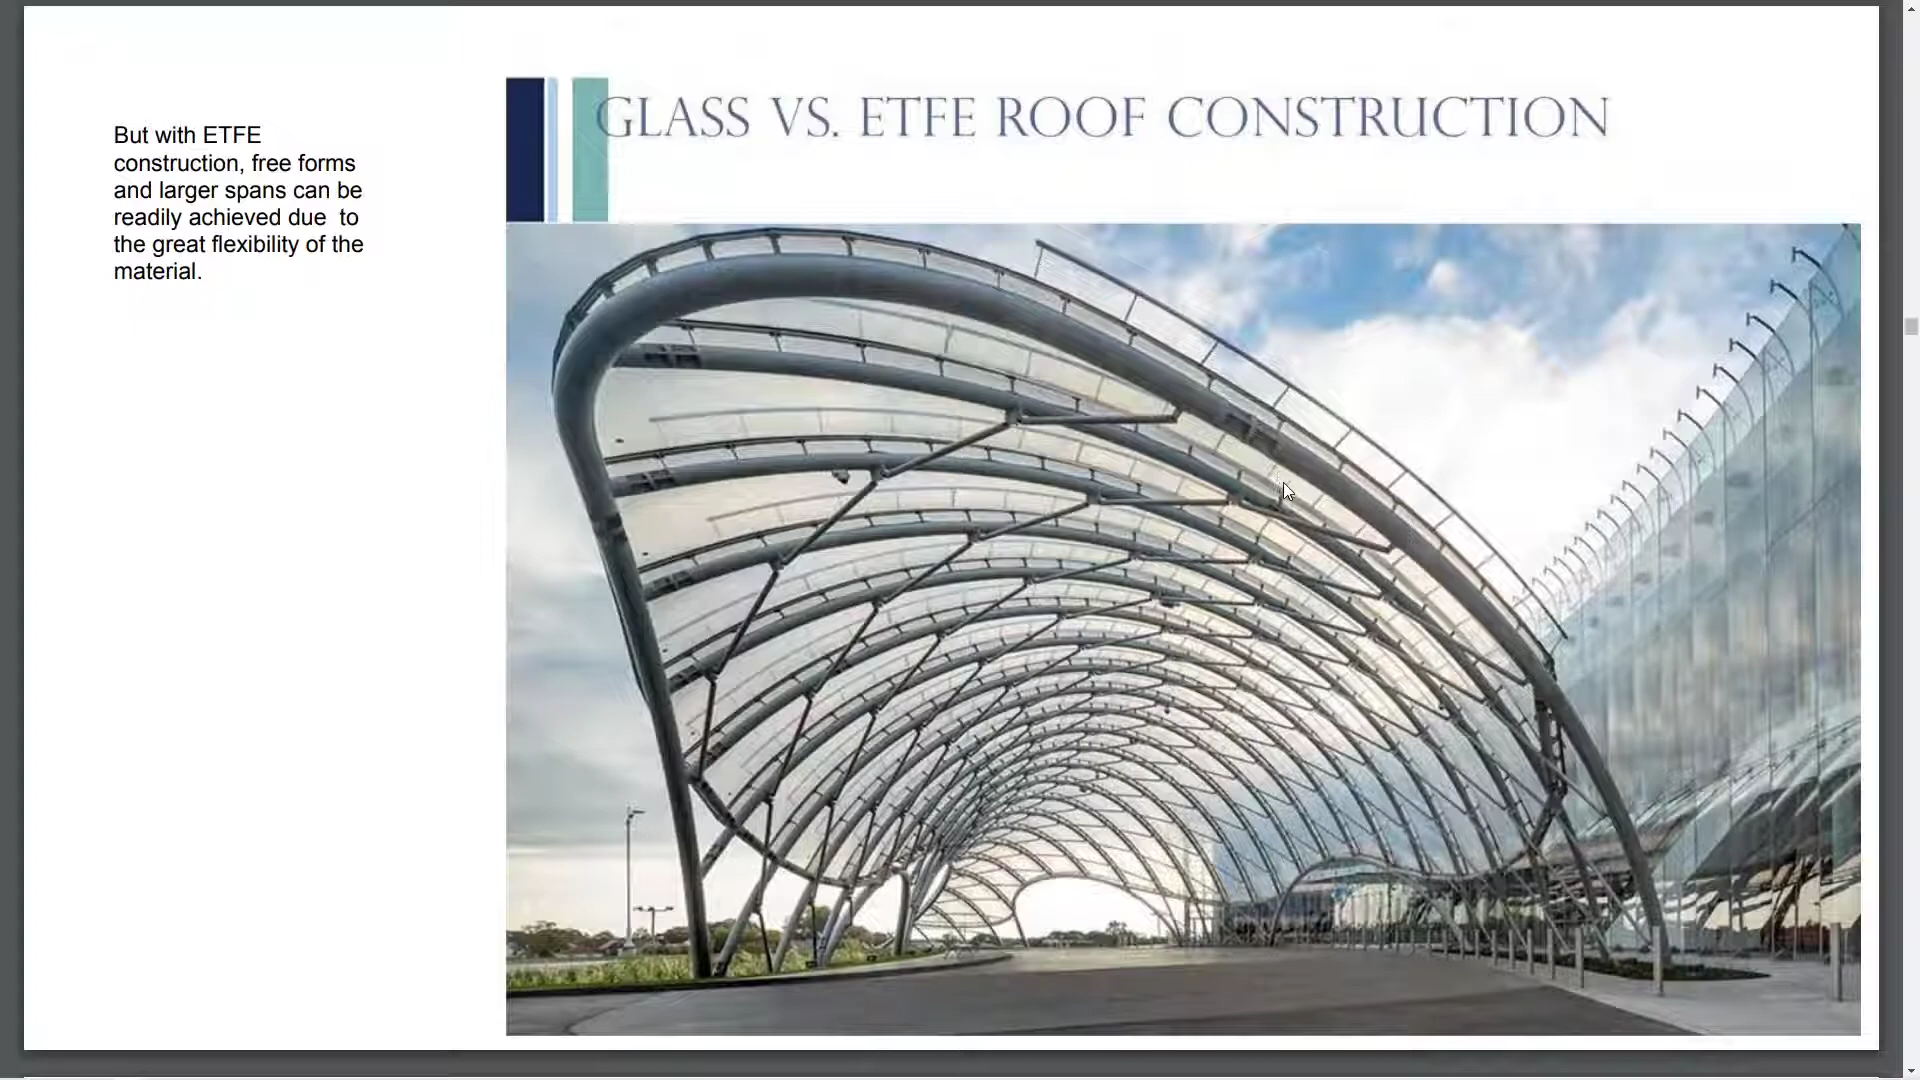 GLASS VS. ETFE ROOF CONSTRUCTION
But with ETFE
construction, free forms
and larger spans can be
readily achieved due  to
the great flexibility of the
material.